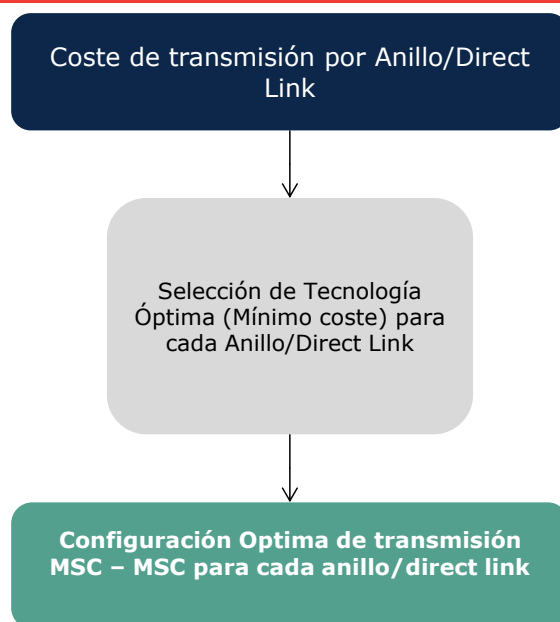 Coste de transmisión por Anillo/Direct
Link
Selección de Tecnología
Óptima (Mínimo coste) para
cada Anillo/Direct Link
Configuración Optima de transmisión
MSC – MSC para cada anillo/direct link